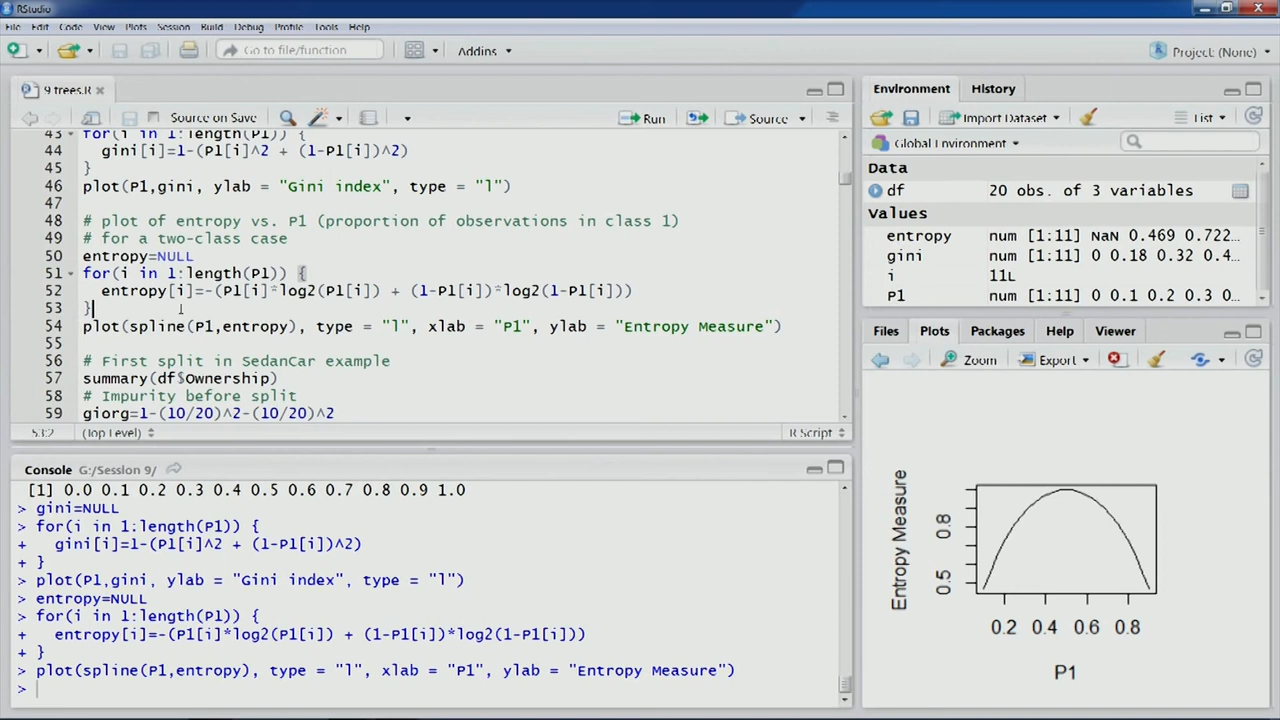 RStudio
File Edit Code View Plots Session Build Debug Profile Tools Help
Go to file/function Addins Project: (None)
9 trees.R
Source on Save Run Source
43 for(i in 1:length(P1)) {
44 gini[i]=1-(P1[i]^2 + (1-P1[i])^2)
45 }
46 plot(P1,gini, ylab = "Gini index", type = "l")
47
48 # plot of entropy vs. P1 (proportion of observations in class 1)
49 # for a two-class case
50 entropy=NULL
51 for(i in 1:length(P1)) {
52 entropy[i]=-(P1[i]*log2(P1[i]) + (1-P1[i])*log2(1-P1[i]))
53 }
54 plot(spline(P1,entropy), type = "l", xlab = "P1", ylab = "Entropy Measure")
55
56 # First split in SedanCar example
57 summary(df$Ownership)
58 # Impurity before split
59 giorg=1-(10/20)^2-(10/20)^2
53:2 (Top Level) R Script
Console G:/Session 9/
[1] 0.0 0.1 0.2 0.3 0.4 0.5 0.6 0.7 0.8 0.9 1.0
> gini=NULL
> for(i in 1:length(P1)) {
+ gini[i]=1-(P1[i]^2 + (1-P1[i])^2)
+ }
> plot(P1,gini, ylab = "Gini index", type = "l")
> entropy=NULL
> for(i in 1:length(P1)) {
+ entropy[i]=-(P1[i]*log2(P1[i]) + (1-P1[i])*log2(1-P1[i]))
+ }
> plot(spline(P1,entropy), type = "l", xlab = "P1", ylab = "Entropy Measure")
>
Environment History
Import Dataset List
Global Environment
Data
df 20 obs. of 3 variables
Values
entropy num [1:11] NaN 0.469 0.722...
gini num [1:11] 0 0.18 0.32 0.4...
i 11L
P1 num [1:11] 0 0.1 0.2 0.3 0...
Files Plots Packages Help Viewer
Zoom Export
Entropy Measure
0.8
0.5
0.2 0.4 0.6 0.8
P1